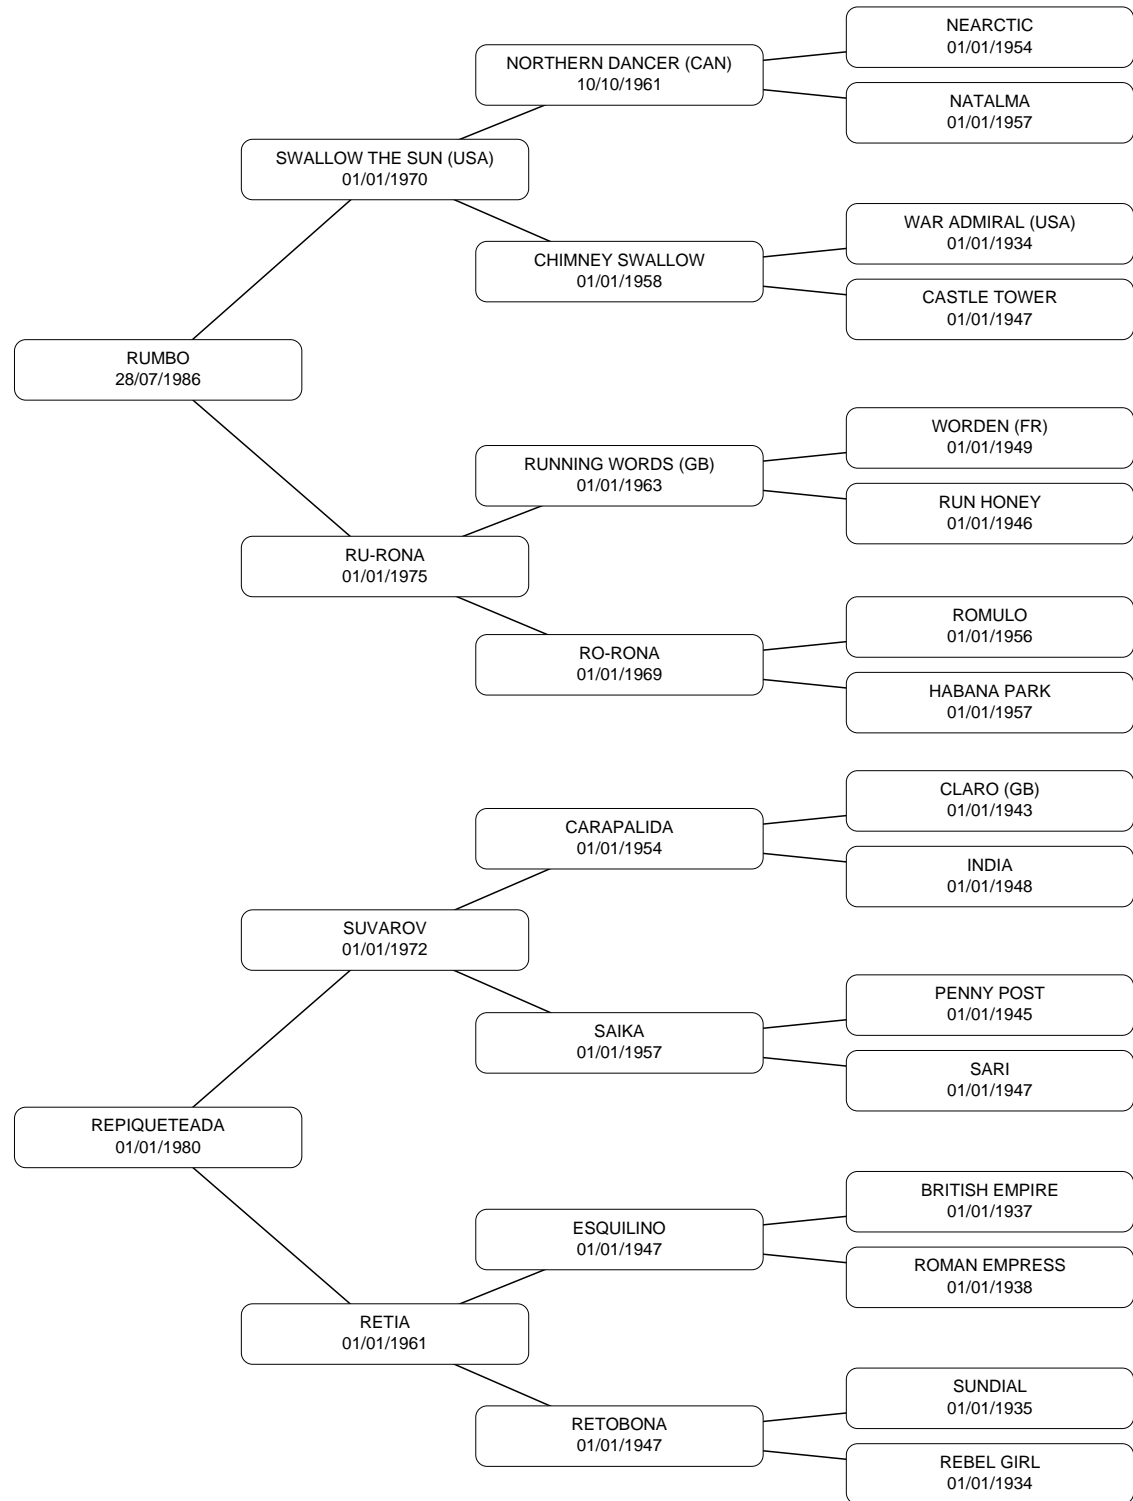 NEARCTIC
01/01/1954
NORTHERN DANCER (CAN)
10/10/1961
NATALMA
01/01/1957
SWALLOW THE SUN (USA)
01/01/1970
WAR ADMIRAL (USA)
01/01/1934
CHIMNEY SWALLOW
01/01/1958
CASTLE TOWER
01/01/1947
RUMBO
28/07/1986
WORDEN (FR)
01/01/1949
RUNNING WORDS (GB)
01/01/1963
RUN HONEY
01/01/1946
RU-RONA
01/01/1975
ROMULO
01/01/1956
RO-RONA
01/01/1969
HABANA PARK
01/01/1957
CLARO (GB)
01/01/1943
CARAPALIDA
01/01/1954
INDIA
01/01/1948
SUVAROV
01/01/1972
PENNY POST
01/01/1945
SAIKA
01/01/1957
SARI
01/01/1947
REPIQUETEADA
01/01/1980
BRITISH EMPIRE
01/01/1937
ESQUILINO
01/01/1947
ROMAN EMPRESS
01/01/1938
RETIA
01/01/1961
SUNDIAL
01/01/1935
RETOBONA
01/01/1947
REBEL GIRL
01/01/1934